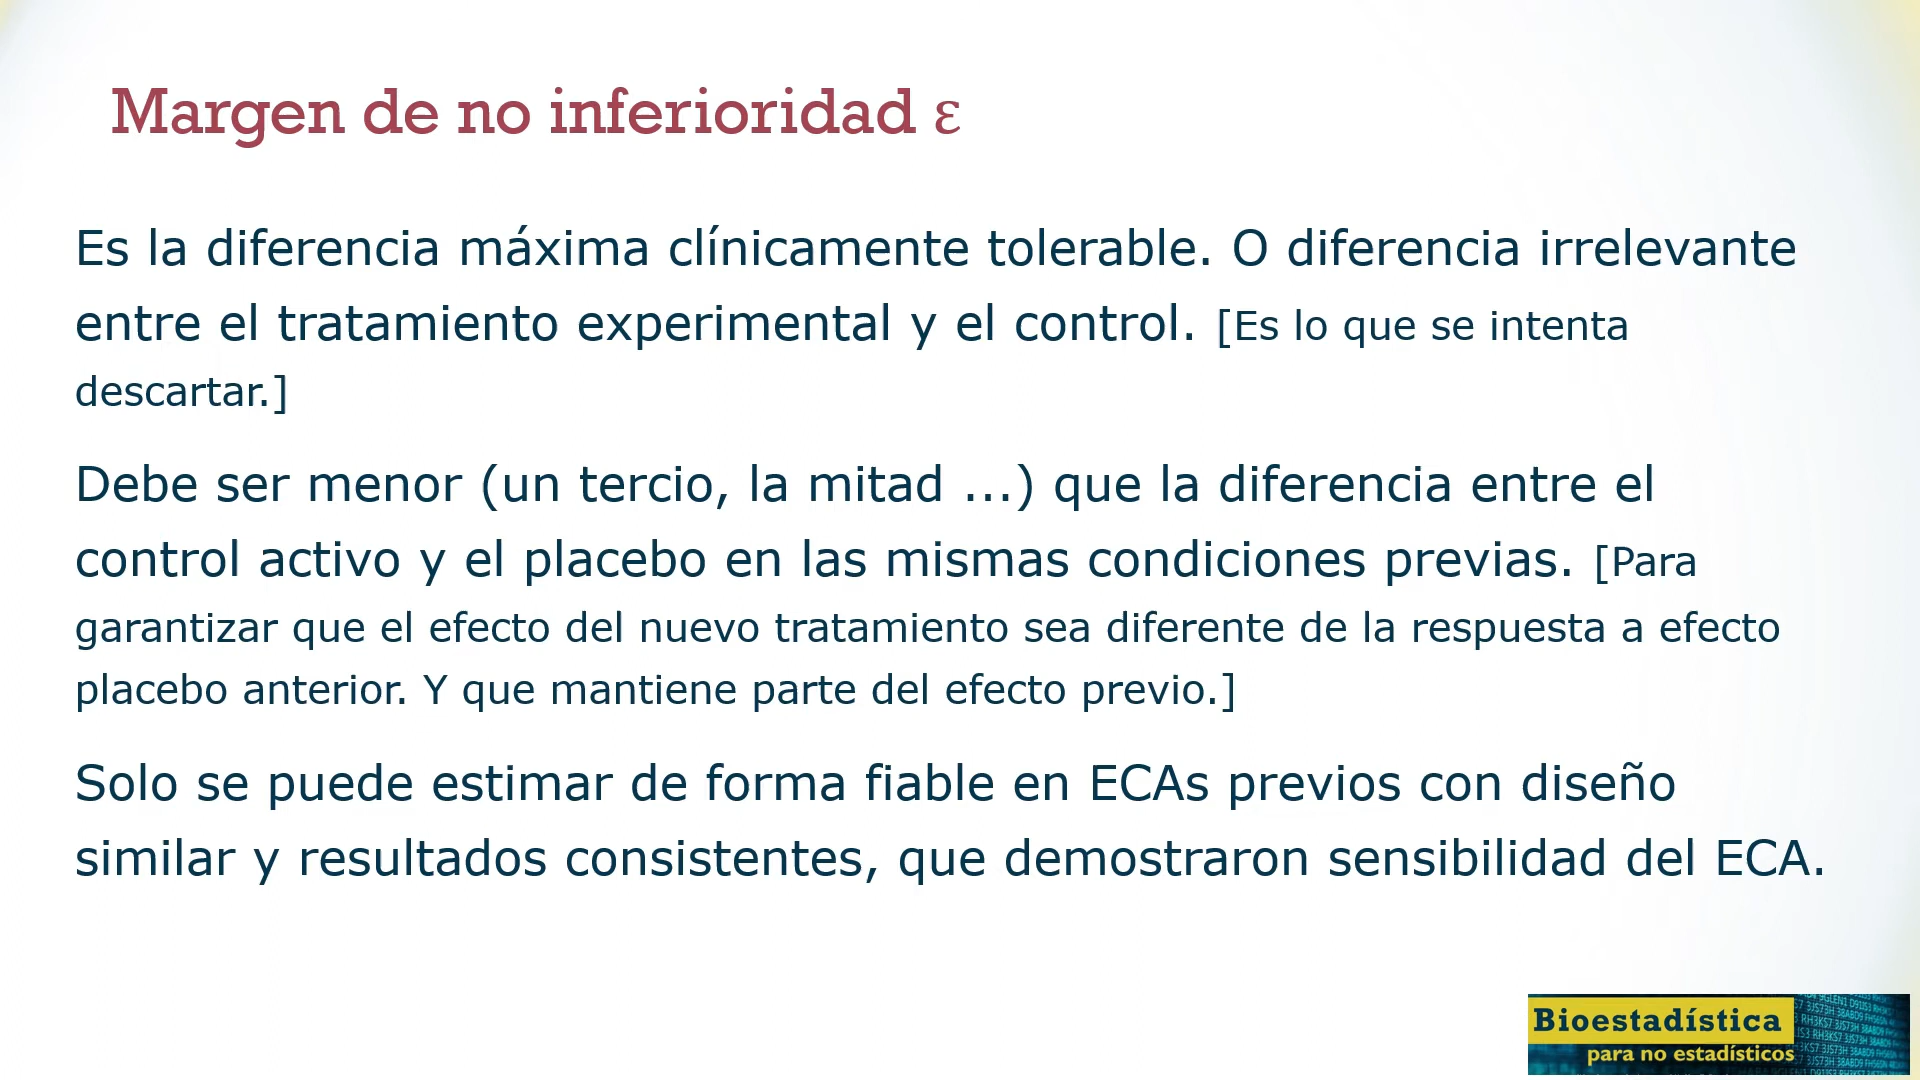 Margen de no inferioridad ε
Es la diferencia máxima clínicamente tolerable. O diferencia irrelevante
entre el tratamiento experimental y el control. [Es lo que se intenta
descartar.]
Debe ser menor (un tercio, la mitad ...) que la diferencia entre el
control activo y el placebo en las mismas condiciones previas. [Para
garantizar que el efecto del nuevo tratamiento sea diferente de la respuesta a efecto
placebo anterior. Y que mantiene parte del efecto previo.]
Solo se puede estimar de forma fiable en ECAs previos con diseño
similar y resultados consistentes, que demostraron sensibilidad del ECA.
Bioestadística
para no estadísticos